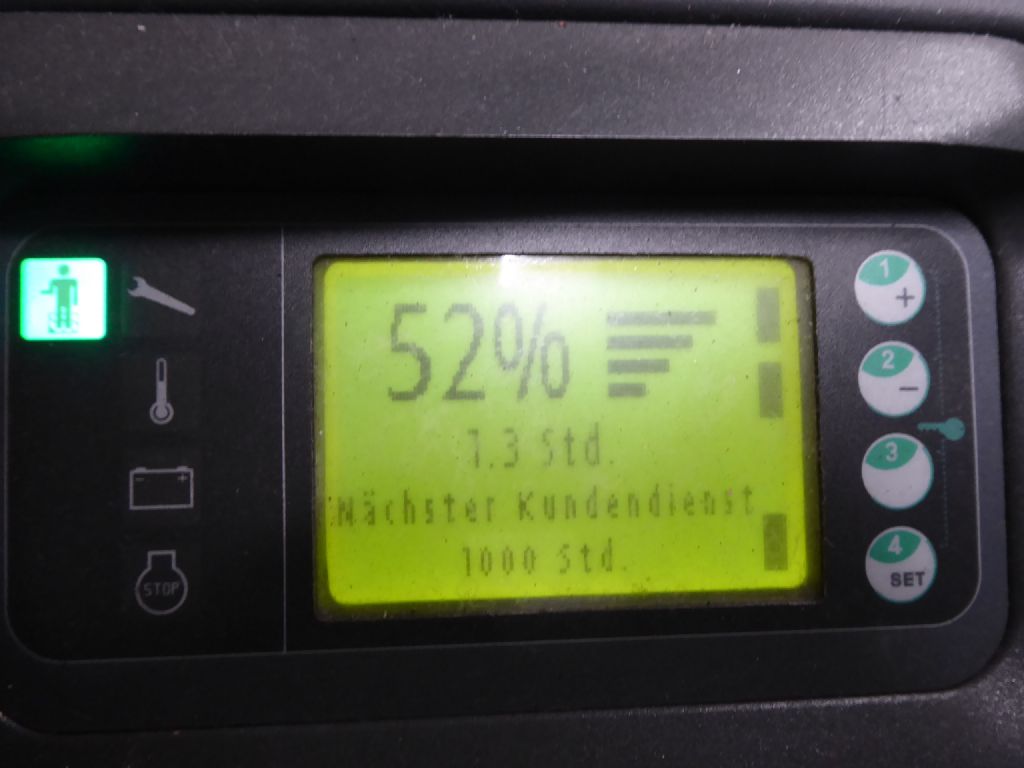 52%
1.3 Std.
Nächster Kundendienst
1000 Std.
STOP
1
+
2
−
3
4
SET